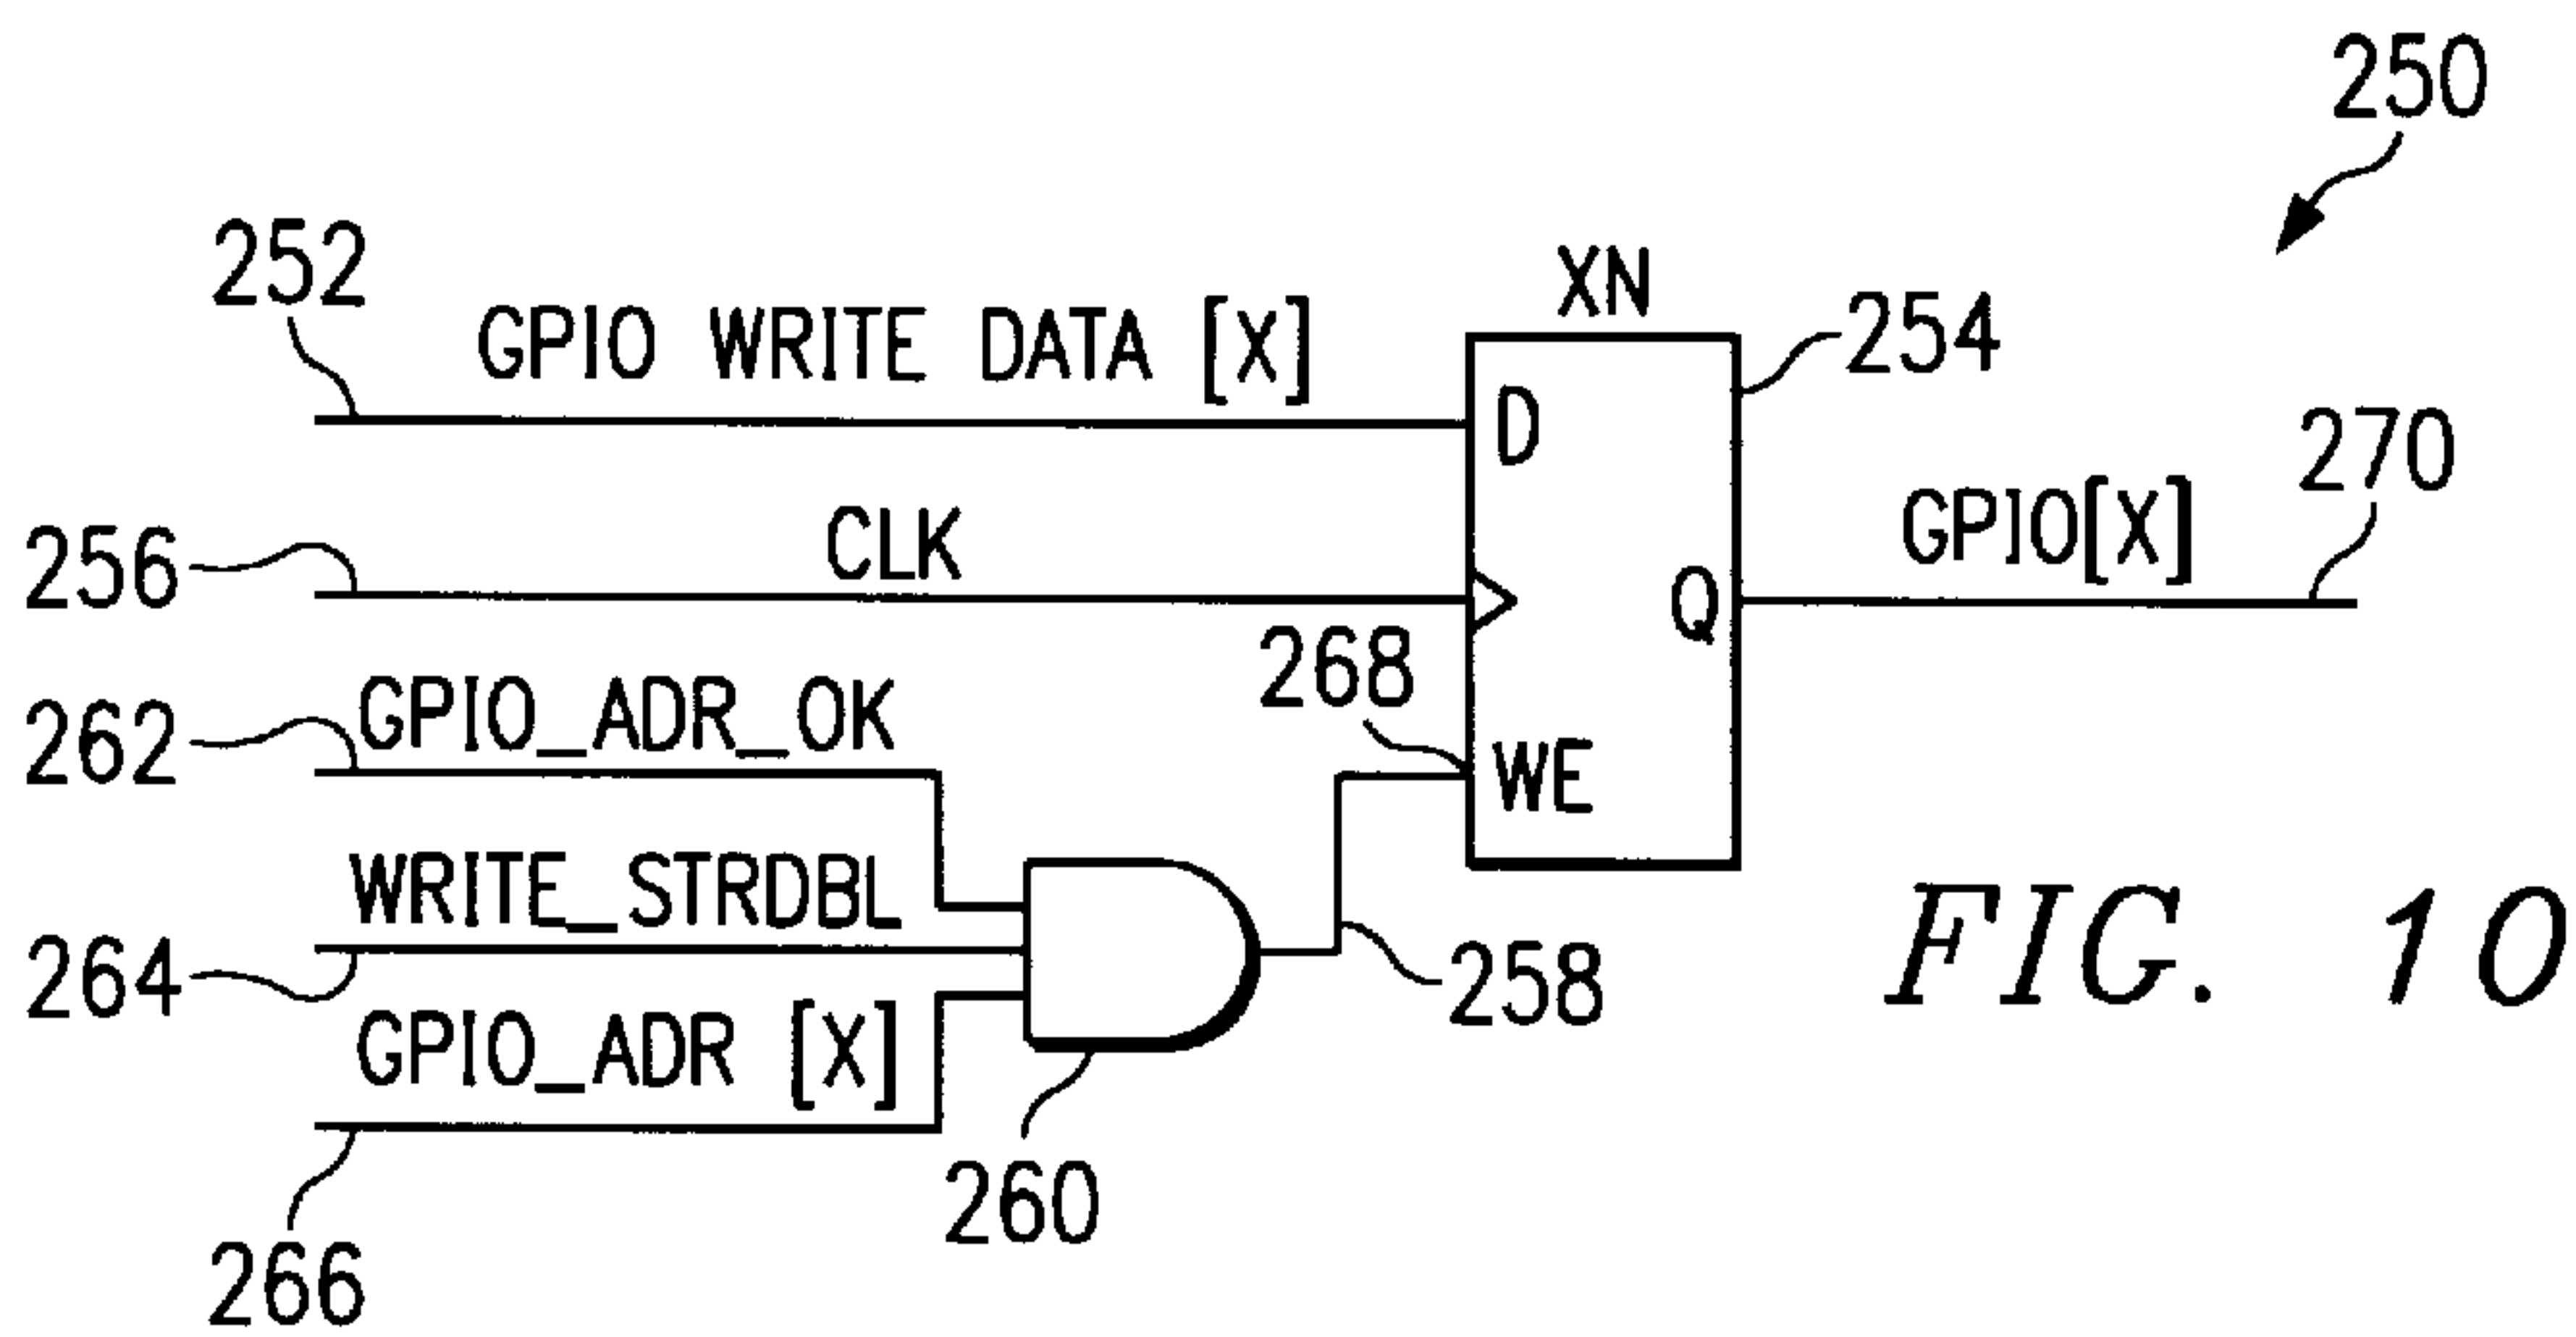 250
252
GPIO WRITE DATA [X]
XN
254
D
270
256
CLK
GPIO[X]
Q
268
262
GPIO_ADR_OK
WE
264
WRITE_STRDBL
258
FIG. 10
GPIO_ADR [X]
260
266